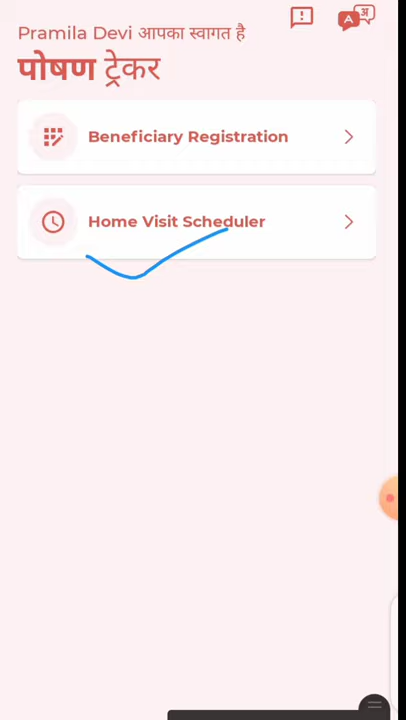 Pramila Devi आपका स्वागत है
पोषण ट्रेकर
Beneficiary Registration
Home Visit Scheduler